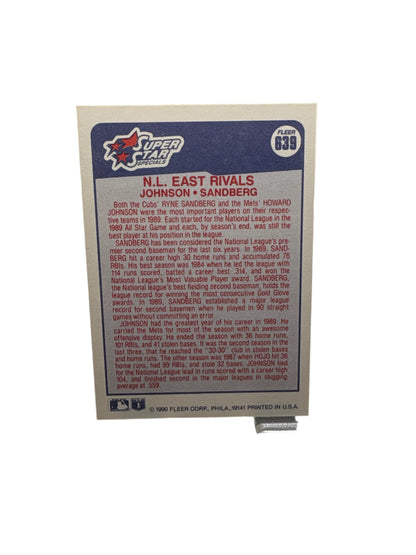 SUPER
STAR
SPECIALS
FLEER
639
N.L. EAST RIVALS
JOHNSON • SANDBERG
Both the Cubs' RYNE SANDBERG and the Mets' HOWARD
JOHNSON were the most important players on their respec-
tive teams in 1989. Each started for the National League in the
1989 All Star Game and each, by season's end, was still the
best player at his position in the league.
SANDBERG has been considered the National League's pre-
mier second baseman for the last six years. In 1989, SAND-
BERG hit a career high 30 home runs and accumulated 76
RBIs. His best season was 1984 when he led the league with
114 runs scored, batted a career best .314, and won the
National League's Most Valuable Player award. SANDBERG,
the national league's best fielding second baseman, holds the
league record for winning the most consecutive Gold Glove
awards. In 1989, SANDBERG established a major league
record for second basemen when he played in 90 straight
games without committing an error.
JOHNSON had the greatest year of his career in 1989. He
carried the Mets for most of the season with an awesome
offensive display. He ended the season with 36 home runs,
101 RBIs, and 41 stolen bases. It was the second season in the
last three, that he reached the "30-30" club in stolen bases
and home runs. The other season was 1987 when HOJO hit 36
home runs, had 99 RBIs, and stole 32 bases. JOHNSON tied
for the National League lead in runs scored with a career high
104, and finished second in the major leagues in slugging
average at .559.
© 1990 FLEER CORP., PHILA., 19141 PRINTED IN U.S.A.